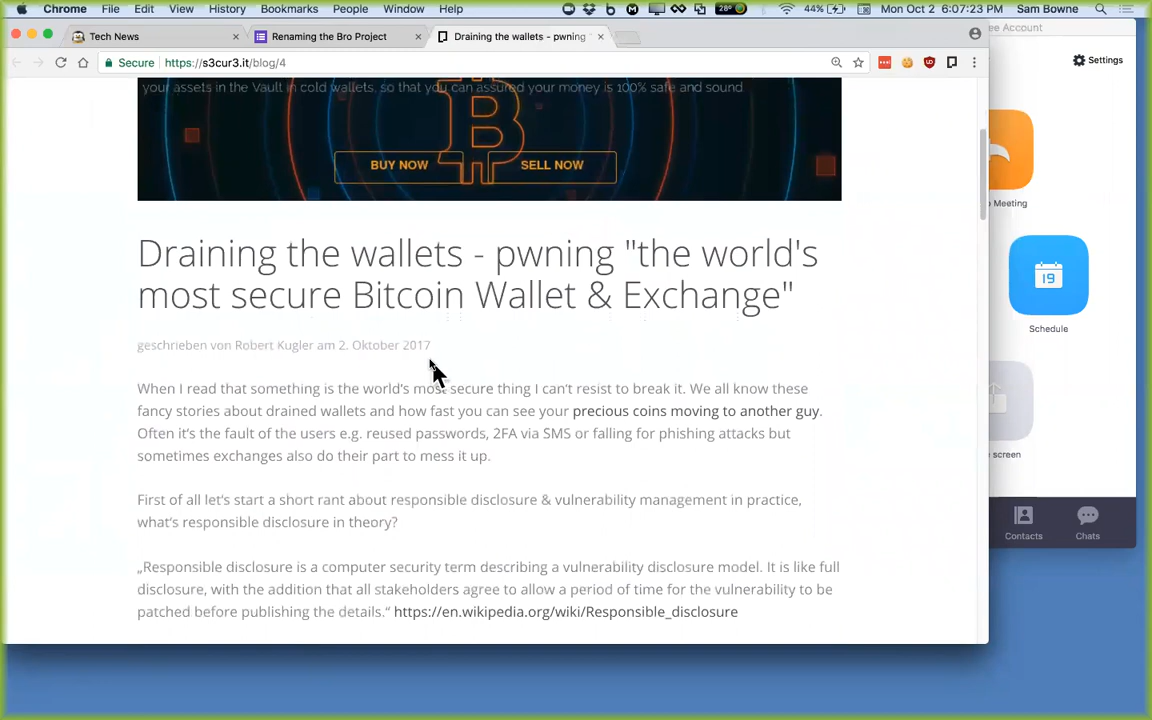 Chrome File Edit View History Bookmarks People Window Help 28° 44% Mon Oct 2 6:07:23 PM Sam Bowne
Tech News Renaming the Bro Project Draining the wallets - pwning ee Account
Secure https://s3cur3.it/blog/4 Settings
your assets in the Vault in cold wallets. so that you can assured your money is 100% safe and sound
BUY NOW SELL NOW
Meeting
Draining the wallets - pwning "the world's
most secure Bitcoin Wallet & Exchange"
19
Schedule
geschrieben von Robert Kugler am 2. Oktober 2017
When I read that something is the world's most secure thing I can't resist to break it. We all know these
fancy stories about drained wallets and how fast you can see your precious coins moving to another guy.
Often it's the fault of the users e.g. reused passwords, 2FA via SMS or falling for phishing attacks but
sometimes exchanges also do their part to mess it up.
screen
First of all let's start a short rant about responsible disclosure & vulnerability management in practice,
what's responsible disclosure in theory?
Contacts Chats
„Responsible disclosure is a computer security term describing a vulnerability disclosure model. It is like full
disclosure, with the addition that all stakeholders agree to allow a period of time for the vulnerability to be
patched before publishing the details.“ https://en.wikipedia.org/wiki/Responsible_disclosure